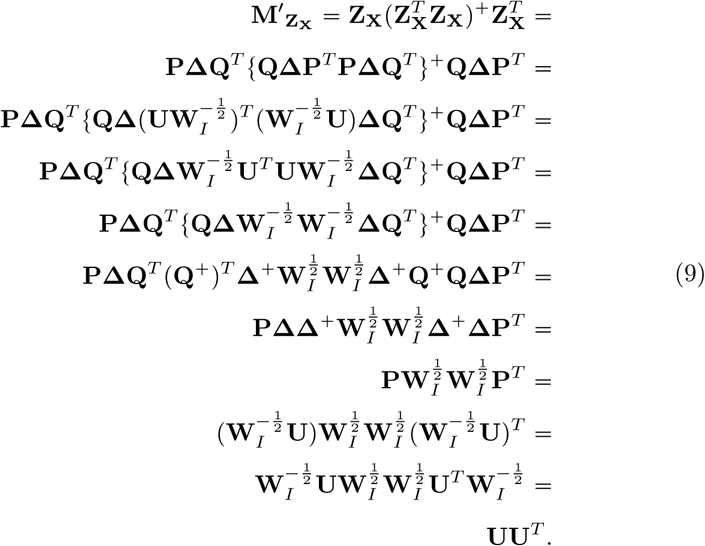 M′_{Z_X} = Z_X(Z_X^T Z_X)^+ Z_X^T =
PΔQ^T{QΔP^T PΔQ^T}^+ QΔP^T =
PΔQ^T{QΔ(UW_I^{-1/2})^T(W_I^{-1/2}U)ΔQ^T}^+ QΔP^T =
PΔQ^T{QΔW_I^{-1/2}U^T UW_I^{-1/2}ΔQ^T}^+ QΔP^T =
PΔQ^T{QΔW_I^{-1/2}W_I^{-1/2}ΔQ^T}^+ QΔP^T =
PΔQ^T(Q^+)^T Δ^+ W_I^{1/2}W_I^{1/2}Δ^+ Q^+ QΔP^T = (9)
PΔΔ^+ W_I^{1/2}W_I^{1/2}Δ^+ ΔP^T =
PW_I^{1/2}W_I^{1/2}P^T =
(W_I^{-1/2}U)W_I^{1/2}W_I^{1/2}(W_I^{-1/2}U)^T =
W_I^{-1/2}UW_I^{1/2}W_I^{1/2}U^T W_I^{-1/2} =
UU^T.